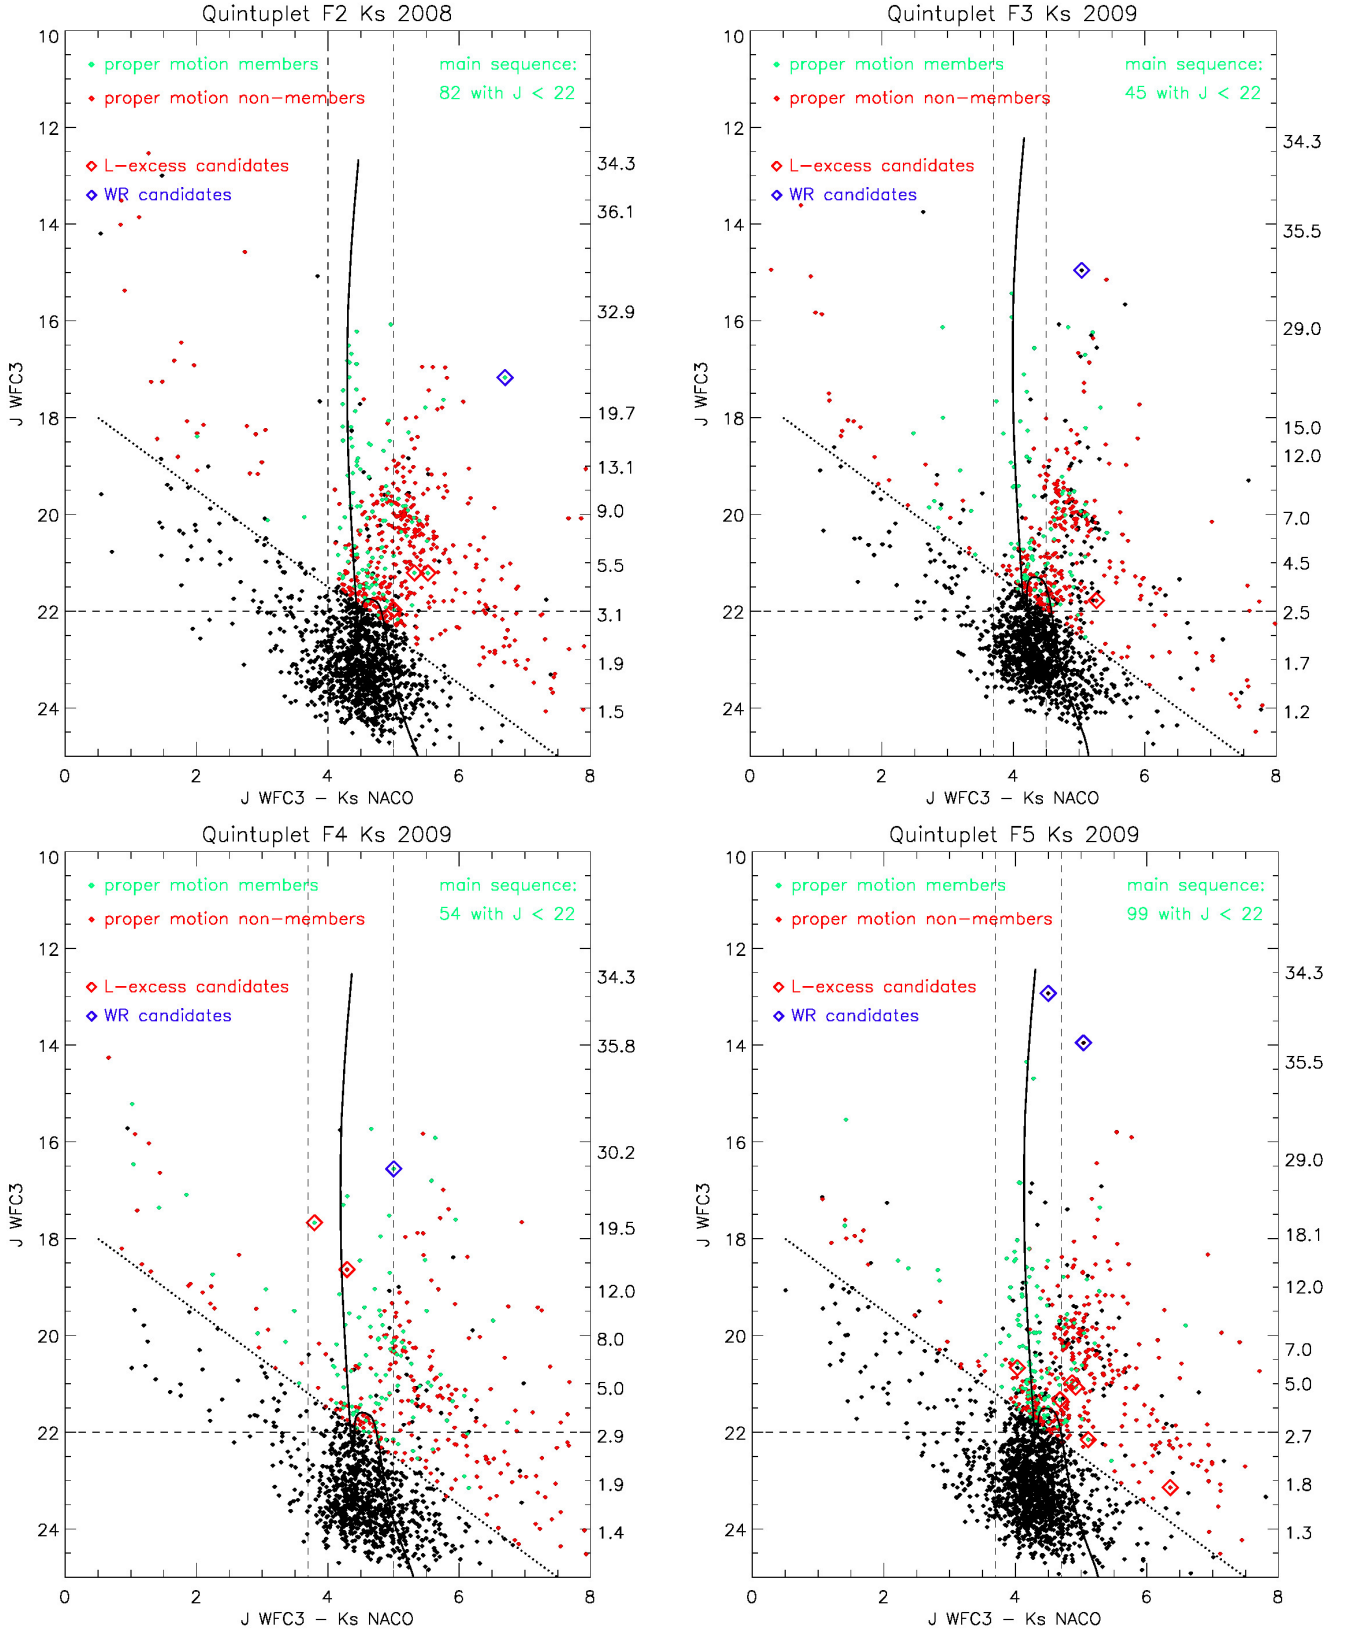 Quintuplet F2 Ks 2008
10
proper motion members
main sequence:
82 with J < 22
proper motion non−members
12
L−excess candidates
34.3
WR candidates
36.1
14
32.9
16
J WFC3
19.7
18
13.1
9.0
20
5.5
22
3.1
1.9
24
1.5
0 2 4 6 8
J WFC3 − Ks NACO
Quintuplet F3 Ks 2009
10
proper motion members
main sequence:
45 with J < 22
proper motion non−members
12
34.3
L−excess candidates
WR candidates
14
35.5
16
29.0
J WFC3
18
15.0
12.0
20
7.0
4.5
22
2.5
1.7
24
1.2
0 2 4 6 8
J WFC3 − Ks NACO
Quintuplet F4 Ks 2009
10
proper motion members
main sequence:
54 with J < 22
proper motion non−members
12
34.3
L−excess candidates
WR candidates
14
35.8
16
30.2
J WFC3
19.5
18
12.0
20
8.0
5.0
22
2.9
1.9
24
1.4
0 2 4 6 8
J WFC3 − Ks NACO
Quintuplet F5 Ks 2009
10
proper motion members
main sequence:
99 with J < 22
proper motion non−members
12
34.3
L−excess candidates
WR candidates
14
35.5
16
29.0
J WFC3
18
18.1
12.0
20
7.0
5.0
22
2.7
1.8
24
1.3
0 2 4 6 8
J WFC3 − Ks NACO